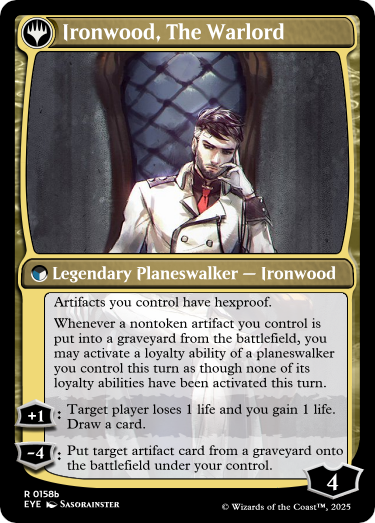 Ironwood, The Warlord
Legendary Planeswalker — Ironwood
Artifacts you control have hexproof.
Whenever a nontoken artifact you control is
put into a graveyard from the battlefield, you
may activate a loyalty ability of a planeswalker
you control this turn as though none of its
loyalty abilities have been activated this turn.
+1 : Target player loses 1 life and you gain 1 life.
Draw a card.
-4 : Put target artifact card from a graveyard onto
the battlefield under your control.
4
R 0158b
EYE SASORAINSTER
© Wizards of the Coast™, 2025